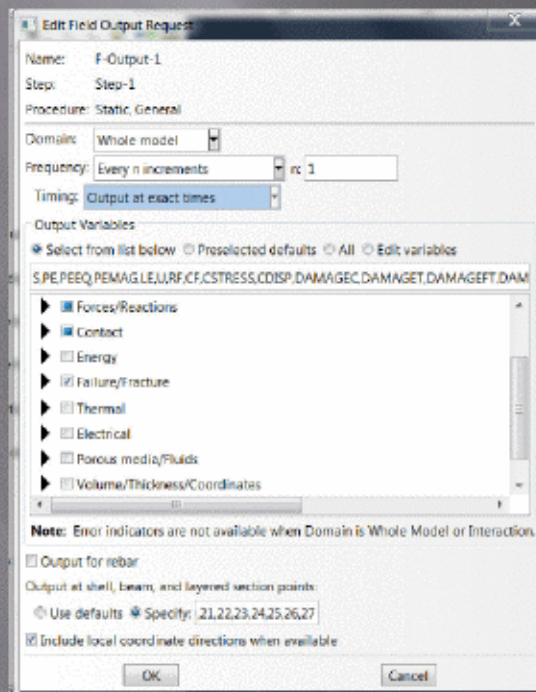 Edit Field Output Request
X
Name: F-Output-1
Step: Step-1
Procedure: Static, General
Domain: Whole model
Frequency: Every n increments n: 1
Timing: Output at exact times
Output Variables
Select from list below Preselected defaults All Edit variables
S,PE,PEEQ,PEMAG,LE,U,RF,CF,CSTRESS,CDISP,DAMAGEC,DAMAGET,DAMAGEFT,DAM
Forces/Reactions
Contact
Energy
Failure/Fracture
Thermal
Electrical
Porous media/Fluids
Volume/Thickness/Coordinates
Note: Error indicators are not available when Domain is Whole Model or Interaction.
Output for rebar
Output at shell, beam, and layered section points:
Use defaults Specify: ,21,22,23,24,25,26,27
Include local coordinate directions when available
OK Cancel